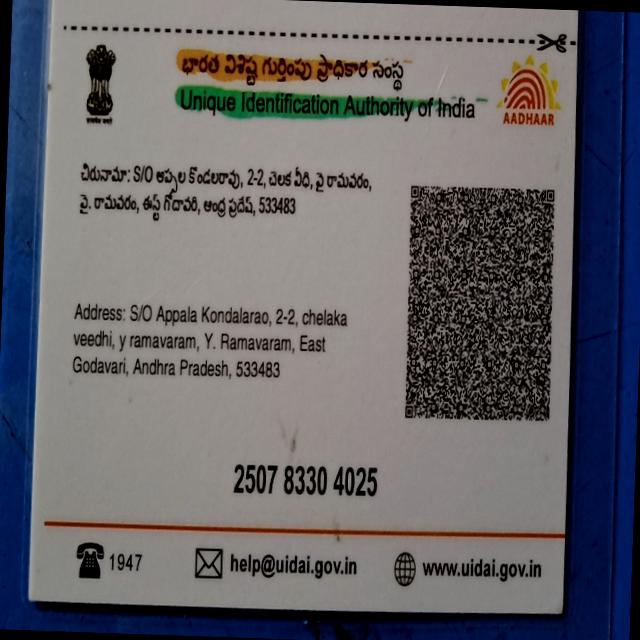 భారత విశిష్ట గుర్తింపు ప్రాధికార సంస్థ
Unique Identification Authority of India
AADHAAR
చిరునామా: S/O అప్పల కొండలరావు, 2-2, చెలక వీధి, వై రామవరం,
వై. రామవరం, ఈస్ట్ గోదావరి, ఆంధ్ర ప్రదేశ్, 533483
Address: S/O Appala Kondalarao, 2-2, chelaka
veedhi, y ramavaram, Y. Ramavaram, East
Godavari, Andhra Pradesh, 533483
2507 8330 4025
1947
help@uidai.gov.in
www.uidai.gov.in